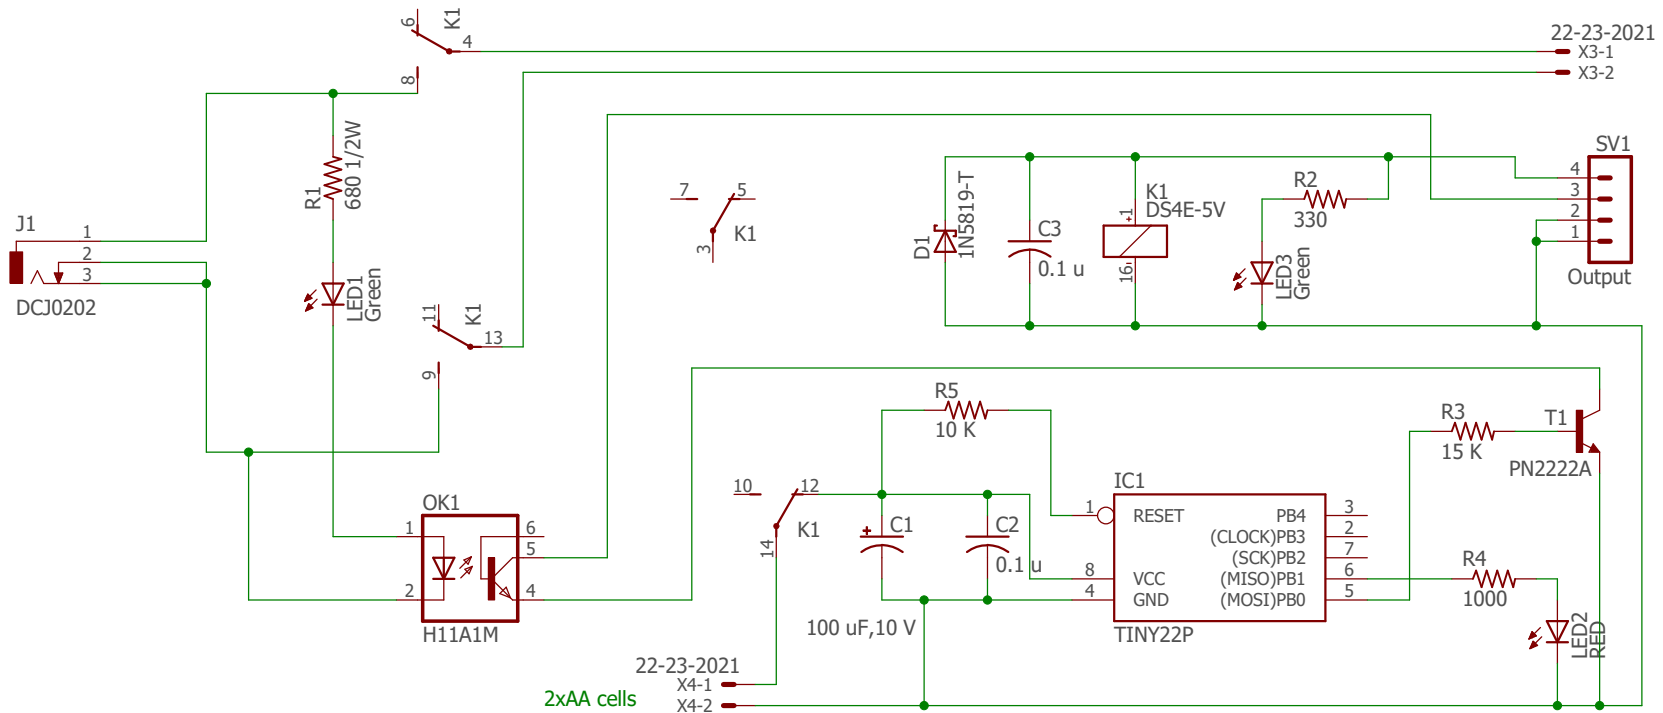 6
K1
4
8
22-23-2021
X3-1
X3-2
R1
680 1/2W
J1
1
2
3
DCJ0202
LED1
Green
11
K1
13
9
7
5
3
K1
D1
1N5819-T
C3
0.1 u
K1
DS4E-5V
+1
16-
R2
330
LED3
Green
SV1
4
3
2
1
Output
OK1
1
2
6
5
4
H11A1M
R5
10 K
10
12
14
K1
C1
+
100 uF,10 V
C2
0.1 u
IC1
1
RESET
8
VCC
4
GND
PB4
3
(CLOCK)PB3
2
(SCK)PB2
7
(MISO)PB1
6
(MOSI)PB0
5
TINY22P
R3
15 K
T1
PN2222A
R4
1000
LED2
RED
22-23-2021
X4-1
2xAA cells
X4-2